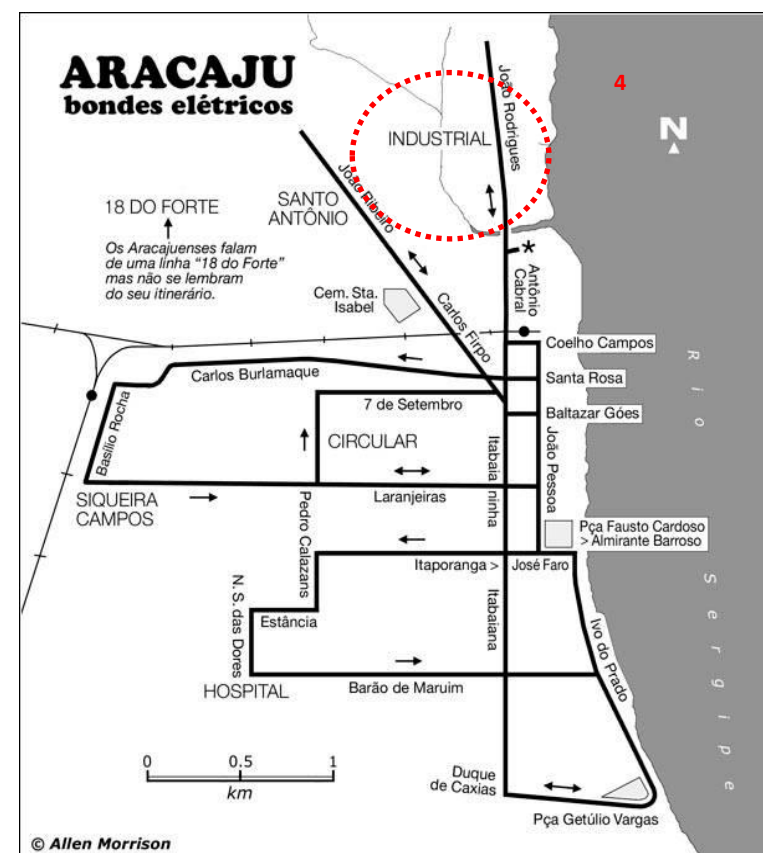 ARACAJU
bondes elétricos
4
N
João Rodrigues
INDUSTRIAL
João Ribeiro
SANTO
ANTÔNIO
18 DO FORTE
Os Aracajuenses falam
de uma linha “18 do Forte”
mas não se lembram
do seu itinerário.
*
Antônio
Cabral
Cem. Sta.
Isabel
Carlos Firpo
Coelho Campos
Carlos Burlamaque
Santa Rosa
7 de Setembro
Baltazar Góes
Basílio Rocha
CIRCULAR
Itabaianinha
João Pessoa
Rio Sergipe
SIQUEIRA
CAMPOS
Laranjeiras
Pedro Calazans
Pça Fausto Cardoso
> Almirante Barroso
Itaporanga >
José Faro
N. S. das Dores
Estância
Itabaiana
Ivo do Prado
HOSPITAL
Barão de Maruim
0 0.5 1
km
Duque
de Caxias
Pça Getúlio Vargas
© Allen Morrison